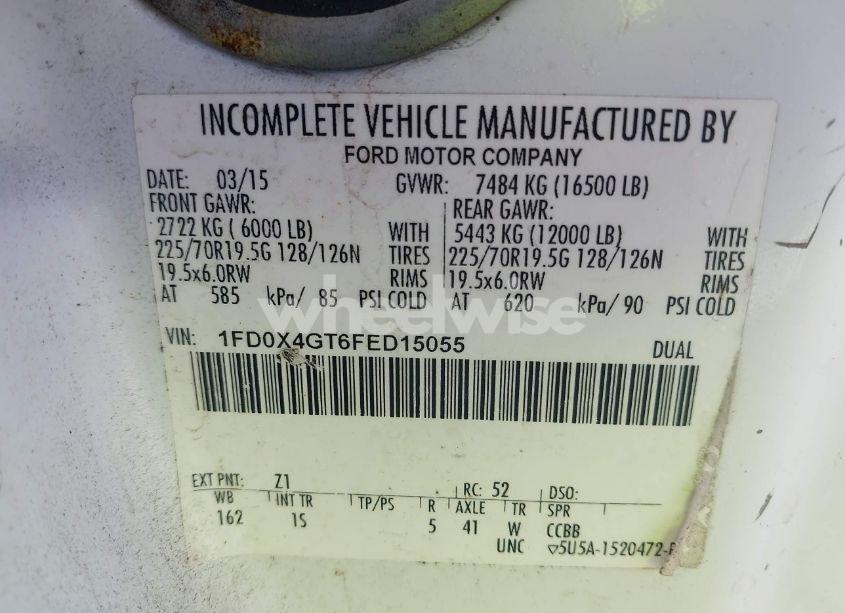 INCOMPLETE VEHICLE MANUFACTURED BY
FORD MOTOR COMPANY
DATE: 03/15 GVWR: 7484 KG (16500 LB)
FRONT GAWR: REAR GAWR:
2722 KG ( 6000 LB) WITH 5443 KG (12000 LB) WITH
225/70R19.5G 128/126N TIRES 225/70R19.5G 128/126N TIRES
19.5x6.0RW RIMS 19.5x6.0RW RIMS
AT 585 kPa/ 85 PSI COLD AT 620 kPa/ 90 PSI COLD
wheelwise
VIN: 1FD0X4GT6FED15055 DUAL
EXT PNT: Z1 RC: 52 DSO:
WB INT TR TP/PS R AXLE TR SPR
162 1S 5 41 W CCBB
UNC ▽5U5A-1520472-